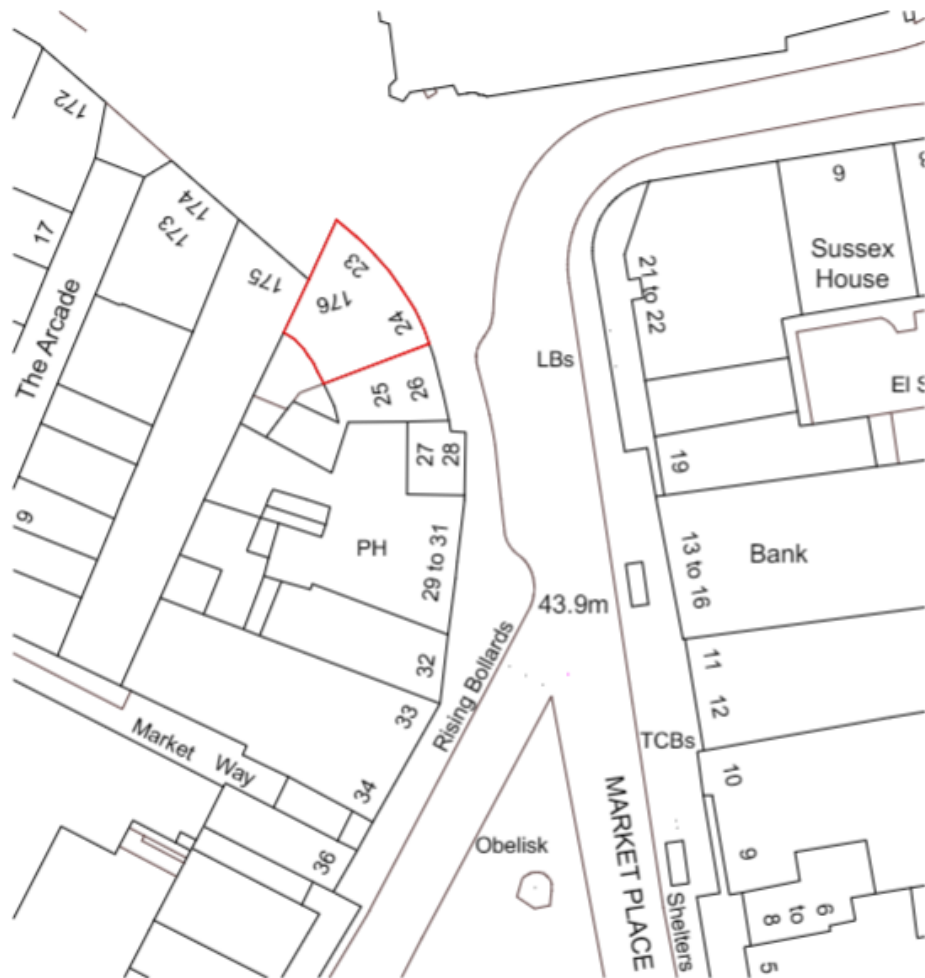 172
174
173
175
17
The Arcade
9
23
176
24
25
26
27
28
PH
29 to 31
32
33
34
36
Market Way
Rising Bollards
43.9m
Obelisk
MARKET PLACE
LBs
TCBs
Shelters
21 to 22
19
13 to 16
Bank
11
12
10
9
6
to
8
5
9
Sussex
House
El S